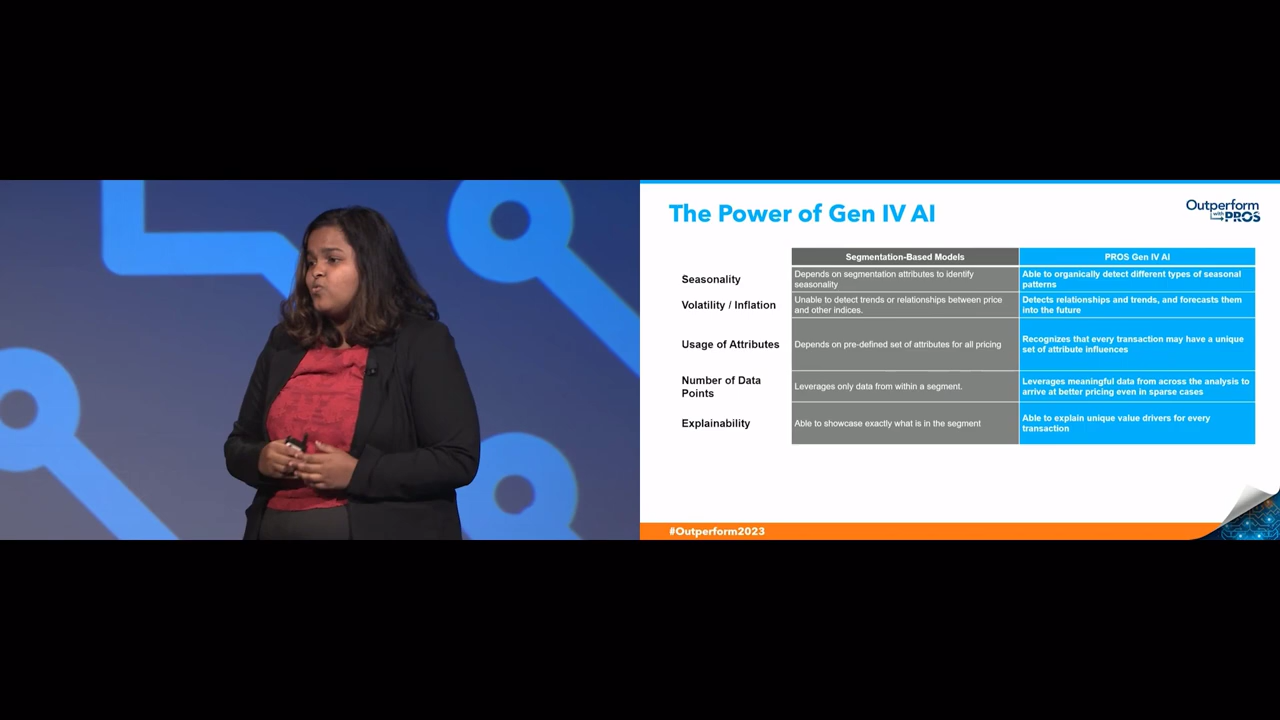 The Power of Gen IV AI
Outperform
with PROS
Segmentation-Based Models
PROS Gen IV AI
Seasonality
Depends on segmentation attributes to identify
seasonality
Able to organically detect different types of seasonal
patterns
Volatility / Inflation
Unable to detect trends or relationships between price
and other indices.
Detects relationships and trends, and forecasts them
into the future
Usage of Attributes
Depends on pre-defined set of attributes for all pricing
Recognizes that every transaction may have a unique
set of attribute influences
Number of Data
Points
Leverages only data from within a segment.
Leverages meaningful data from across the analysis to
arrive at better pricing even in sparse cases
Explainability
Able to showcase exactly what is in the segment
Able to explain unique value drivers for every
transaction
#Outperform2023